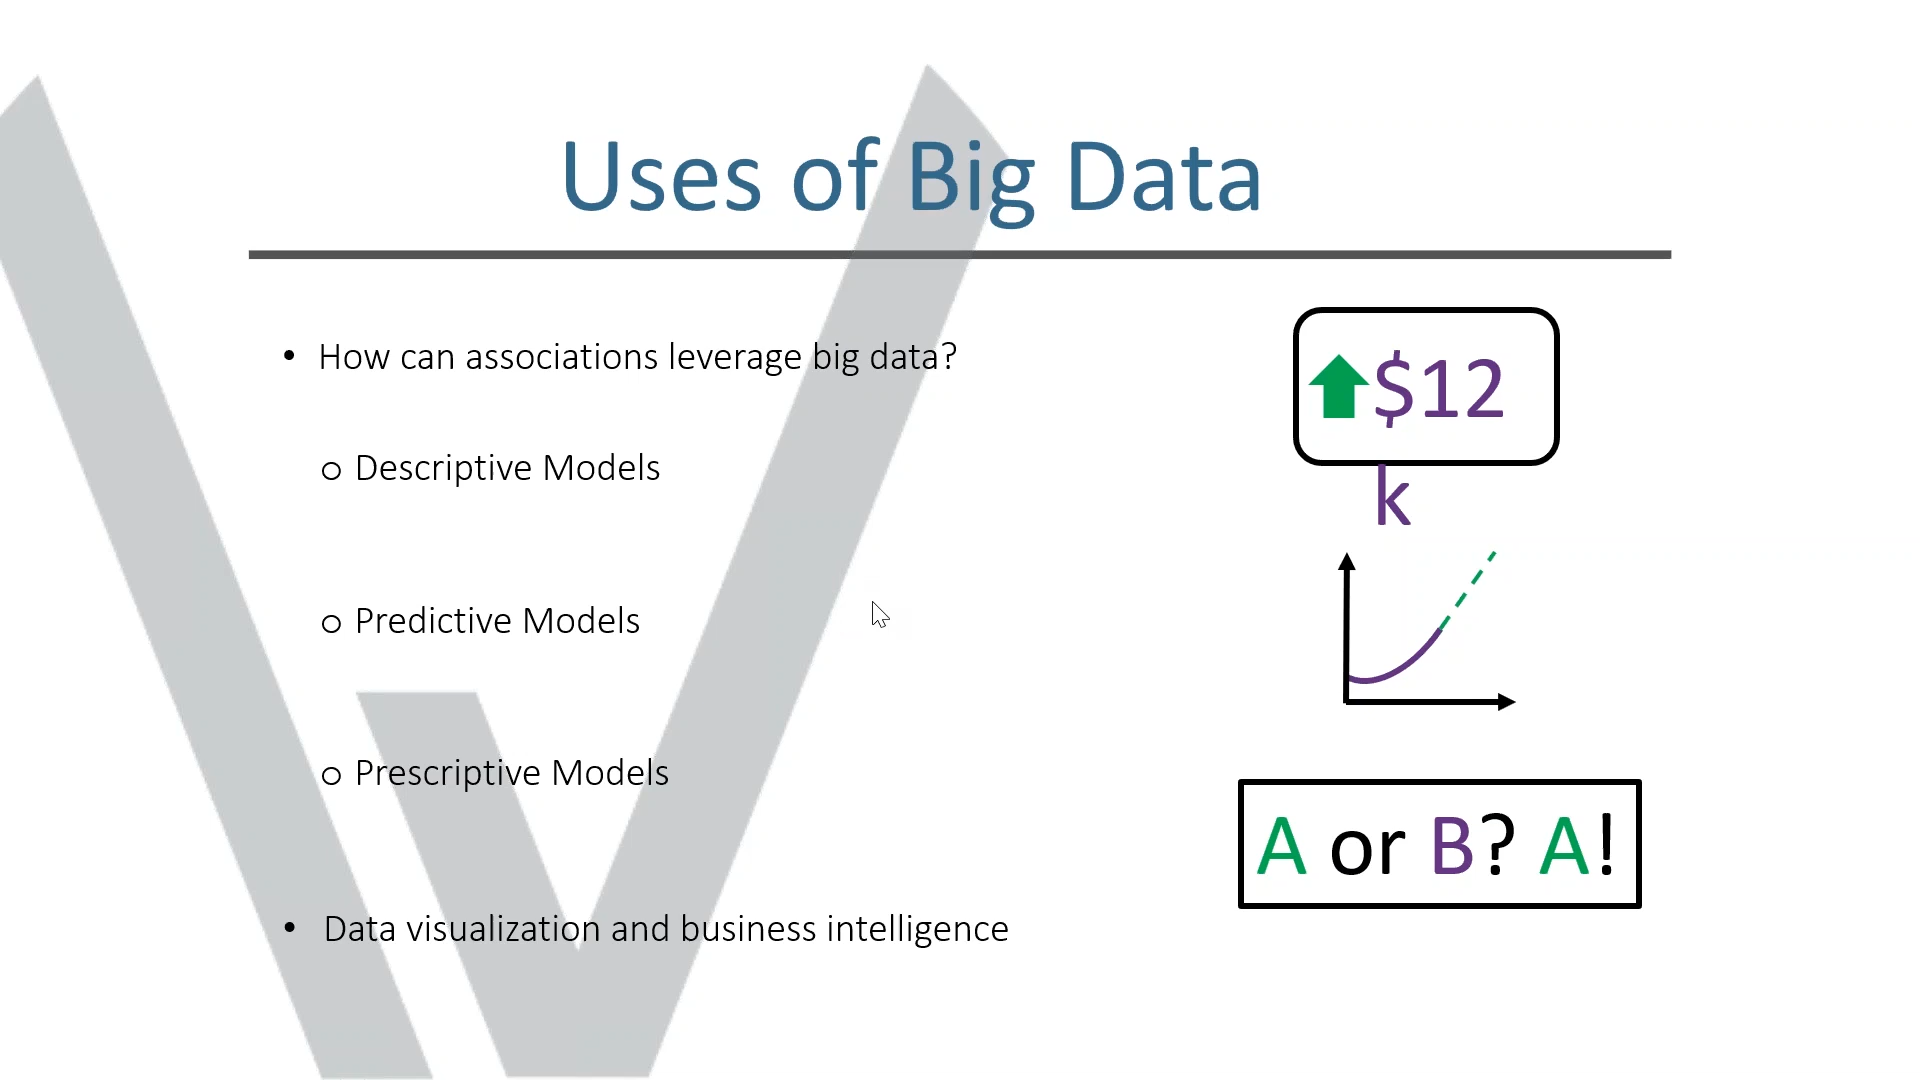 Uses of Big Data
• How can associations leverage big data?
o Descriptive Models
o Predictive Models
o Prescriptive Models
• Data visualization and business intelligence
$12
k
A or B? A!